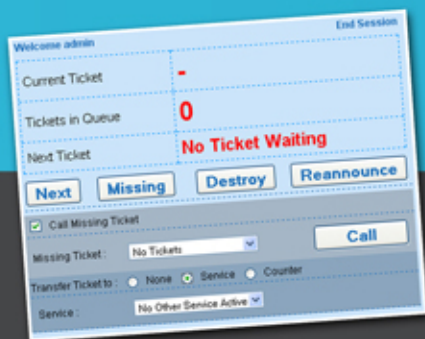 Welcome admin End Session
Current Ticket -
Tickets in Queue 0
Next Ticket No Ticket Waiting
Next Missing Destroy Reannounce
Call Missing Ticket
Missing Ticket : No Tickets Call
Transfer Ticket to : None Service Counter
Service : No Other Service Active